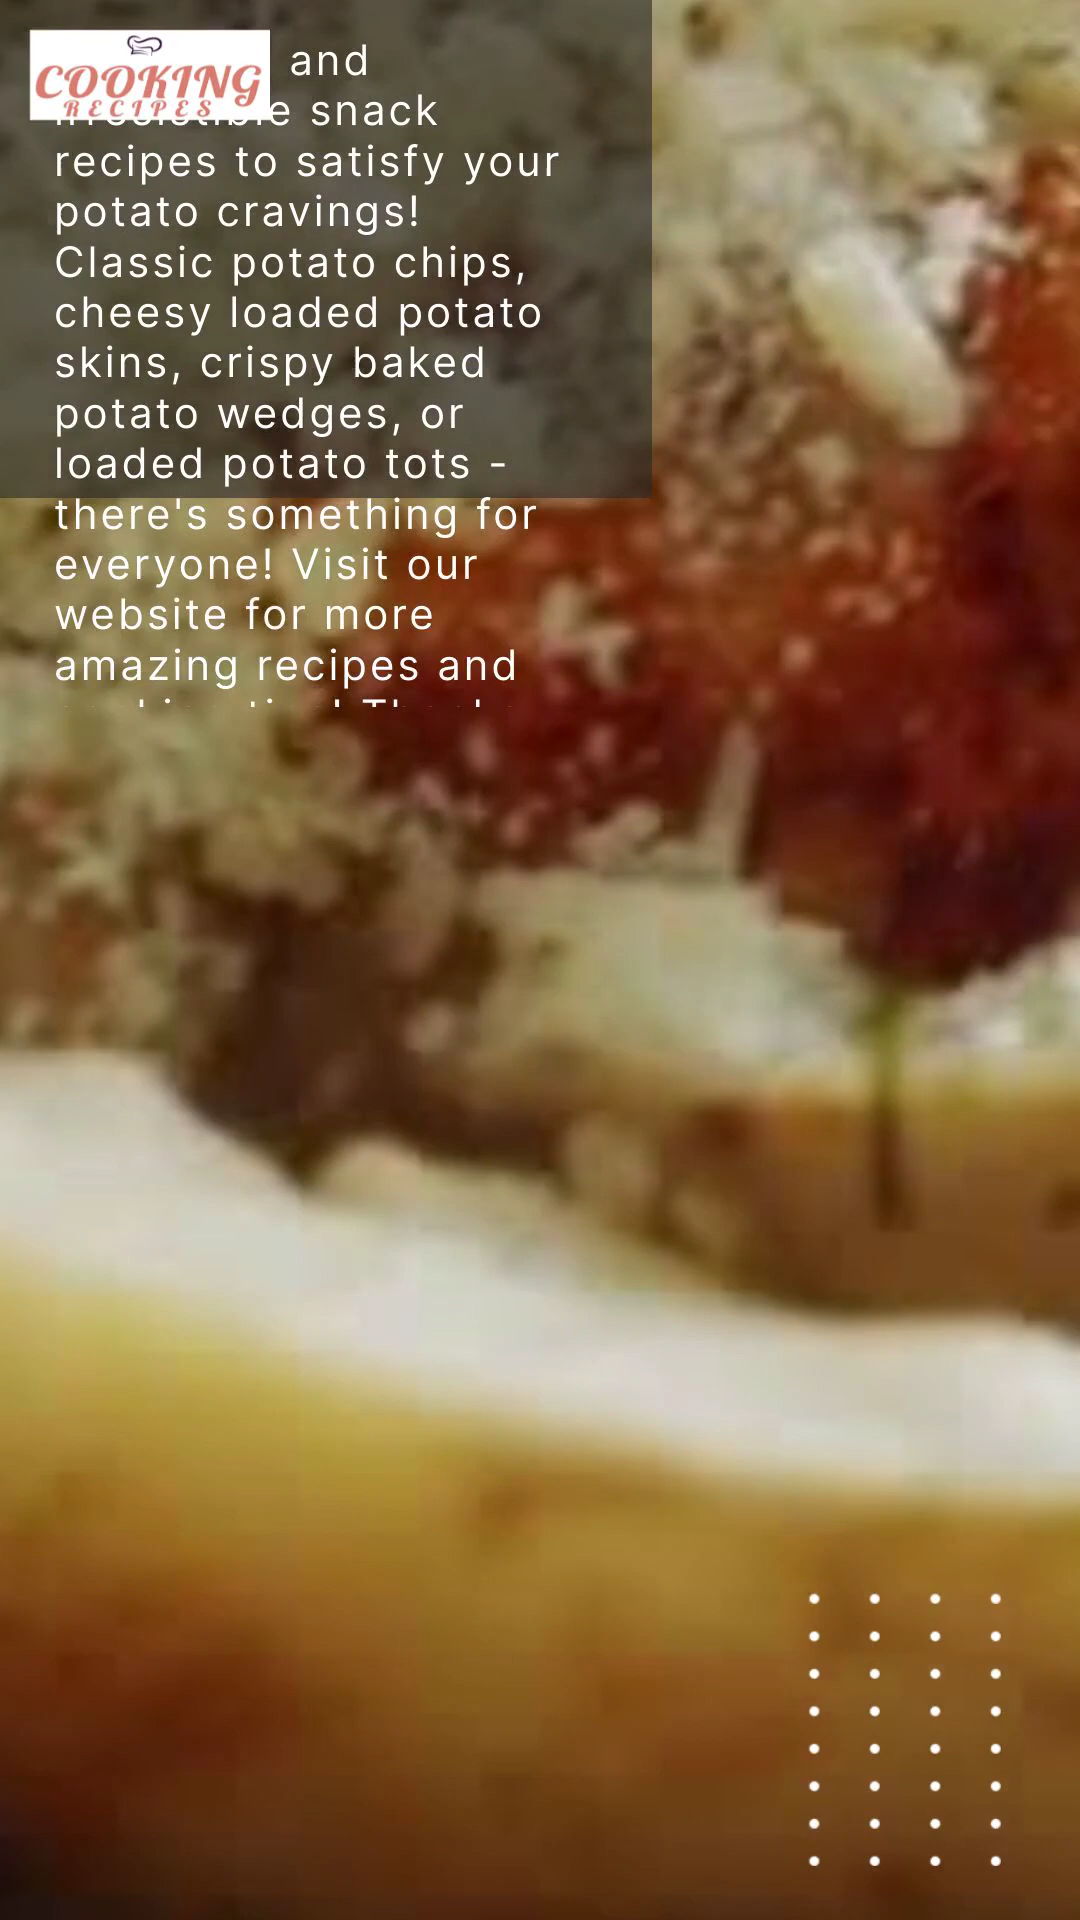 COOKING
RECIPES
and
snack
recipes to satisfy your
potato cravings!
Classic potato chips,
cheesy loaded potato
skins, crispy baked
potato wedges, or
loaded potato tots -
there's something for
everyone! Visit our
website for more
amazing recipes and